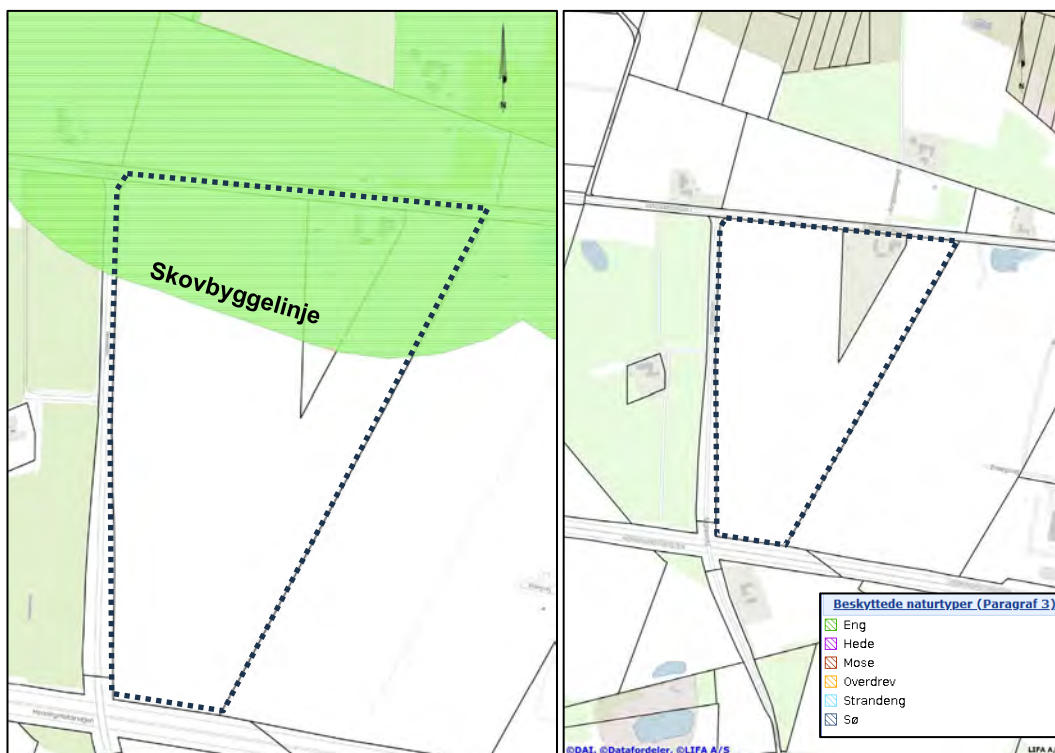 Skovbyggelinje
Beskyttede naturtyper (Paragraf 3)
Eng
Hede
Mose
Overdrev
Strandeng
Sø
©DAI, ©Datafordeler, ©LIFA A/S